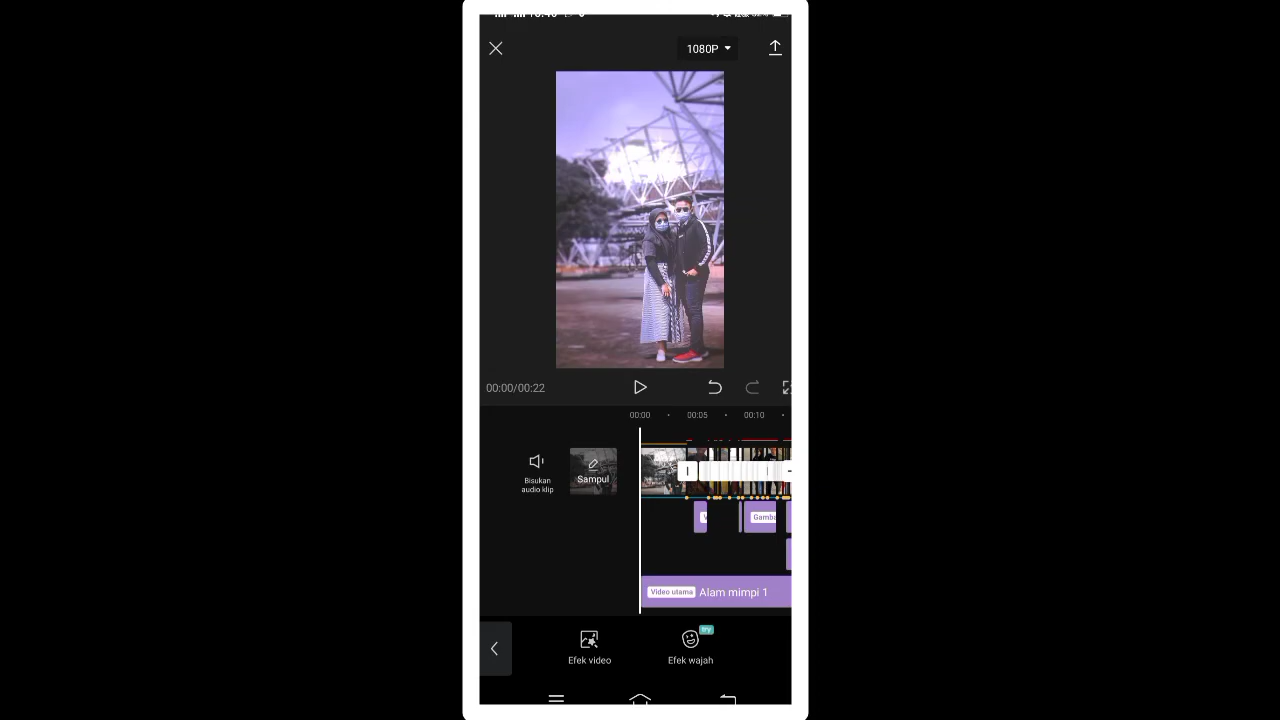 1080P
00:00/00:22
00:00 00:05 00:10
Bisukan
audio klip
Sampul
Video utama
Alam mimpi 1
try
Efek video
Efek wajah